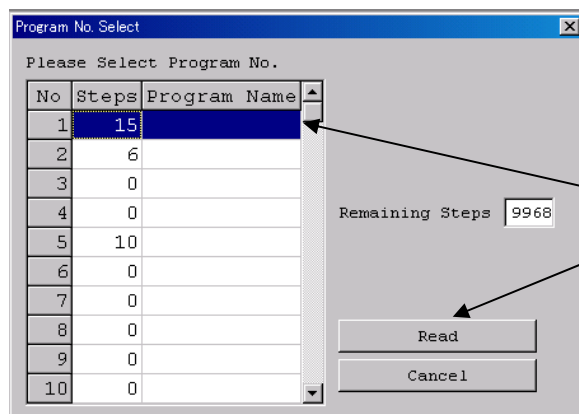 Program No. Select
Please Select Program No.
No Steps Program Name
1 15
2 6
3 0
4 0
5 10
6 0
7 0
8 0
9 0
10 0
Remaining Steps 9968
Read
Cancel